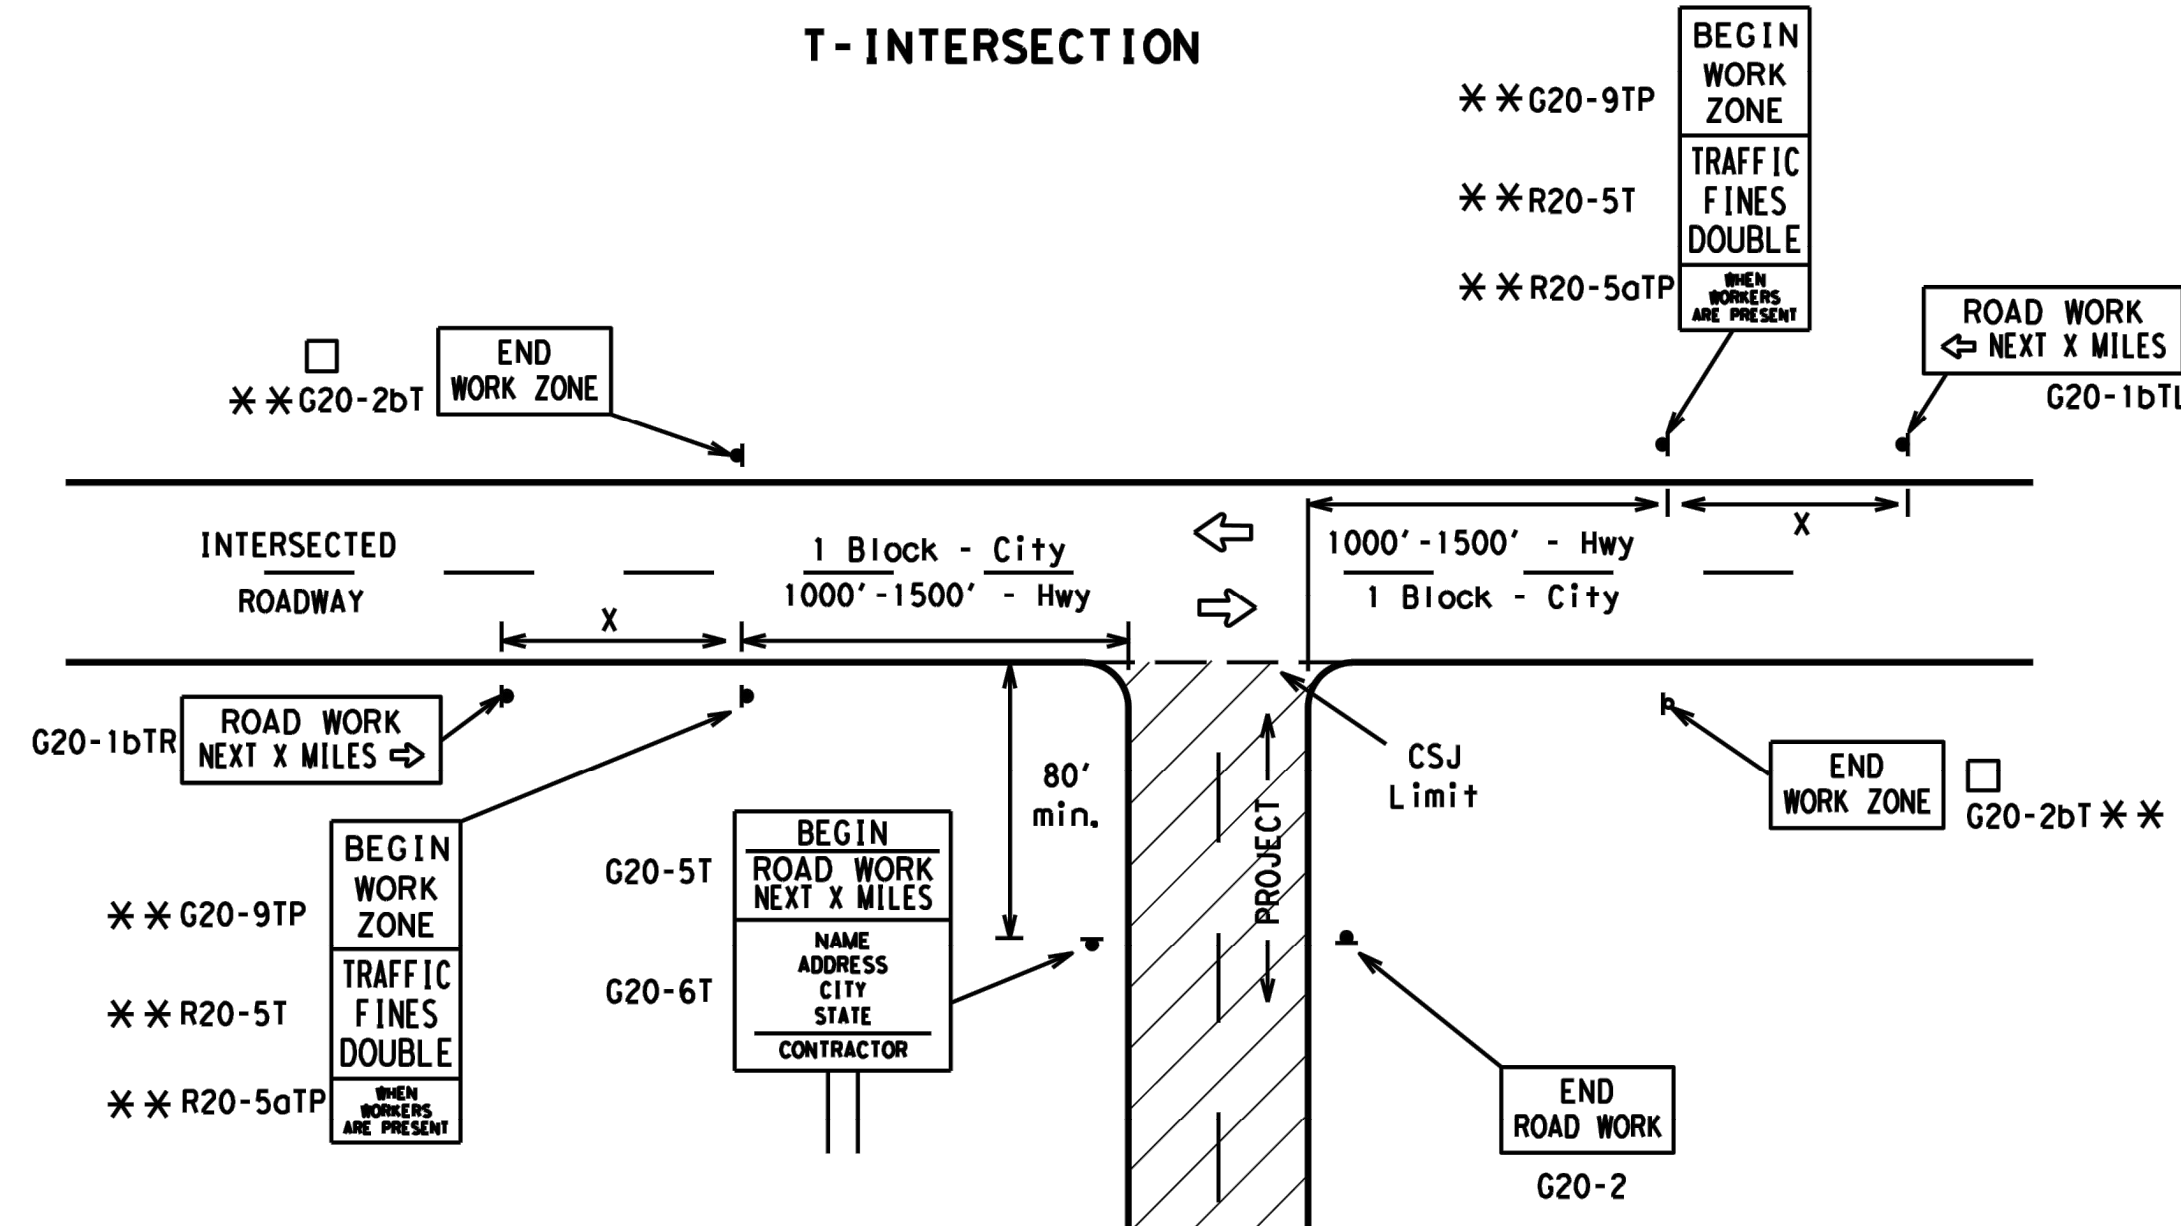 T-INTERSECTION
BEGIN
WORK
ZONE
**G20-9TP
TRAFFIC
FINES
DOUBLE
**R20-5T
WHEN
WORKERS
ARE PRESENT
**R20-5aTP
ROAD WORK
⇦ NEXT X MILES
G20-1bTL
END
WORK ZONE
□
**G20-2bT
INTERSECTED
ROADWAY
X
1 Block - City
1000'-1500' - Hwy
1000'-1500' - Hwy
1 Block - City
X
G20-1bTR
ROAD WORK
NEXT X MILES ⇨
80'
min.
CSJ
Limit
PROJECT
END
WORK ZONE
□
G20-2bT**
BEGIN
WORK
ZONE
**G20-9TP
TRAFFIC
FINES
DOUBLE
**R20-5T
WHEN
WORKERS
ARE PRESENT
**R20-5aTP
G20-5T
BEGIN
ROAD WORK
NEXT X MILES
G20-6T
NAME
ADDRESS
CITY
STATE
CONTRACTOR
END
ROAD WORK
G20-2